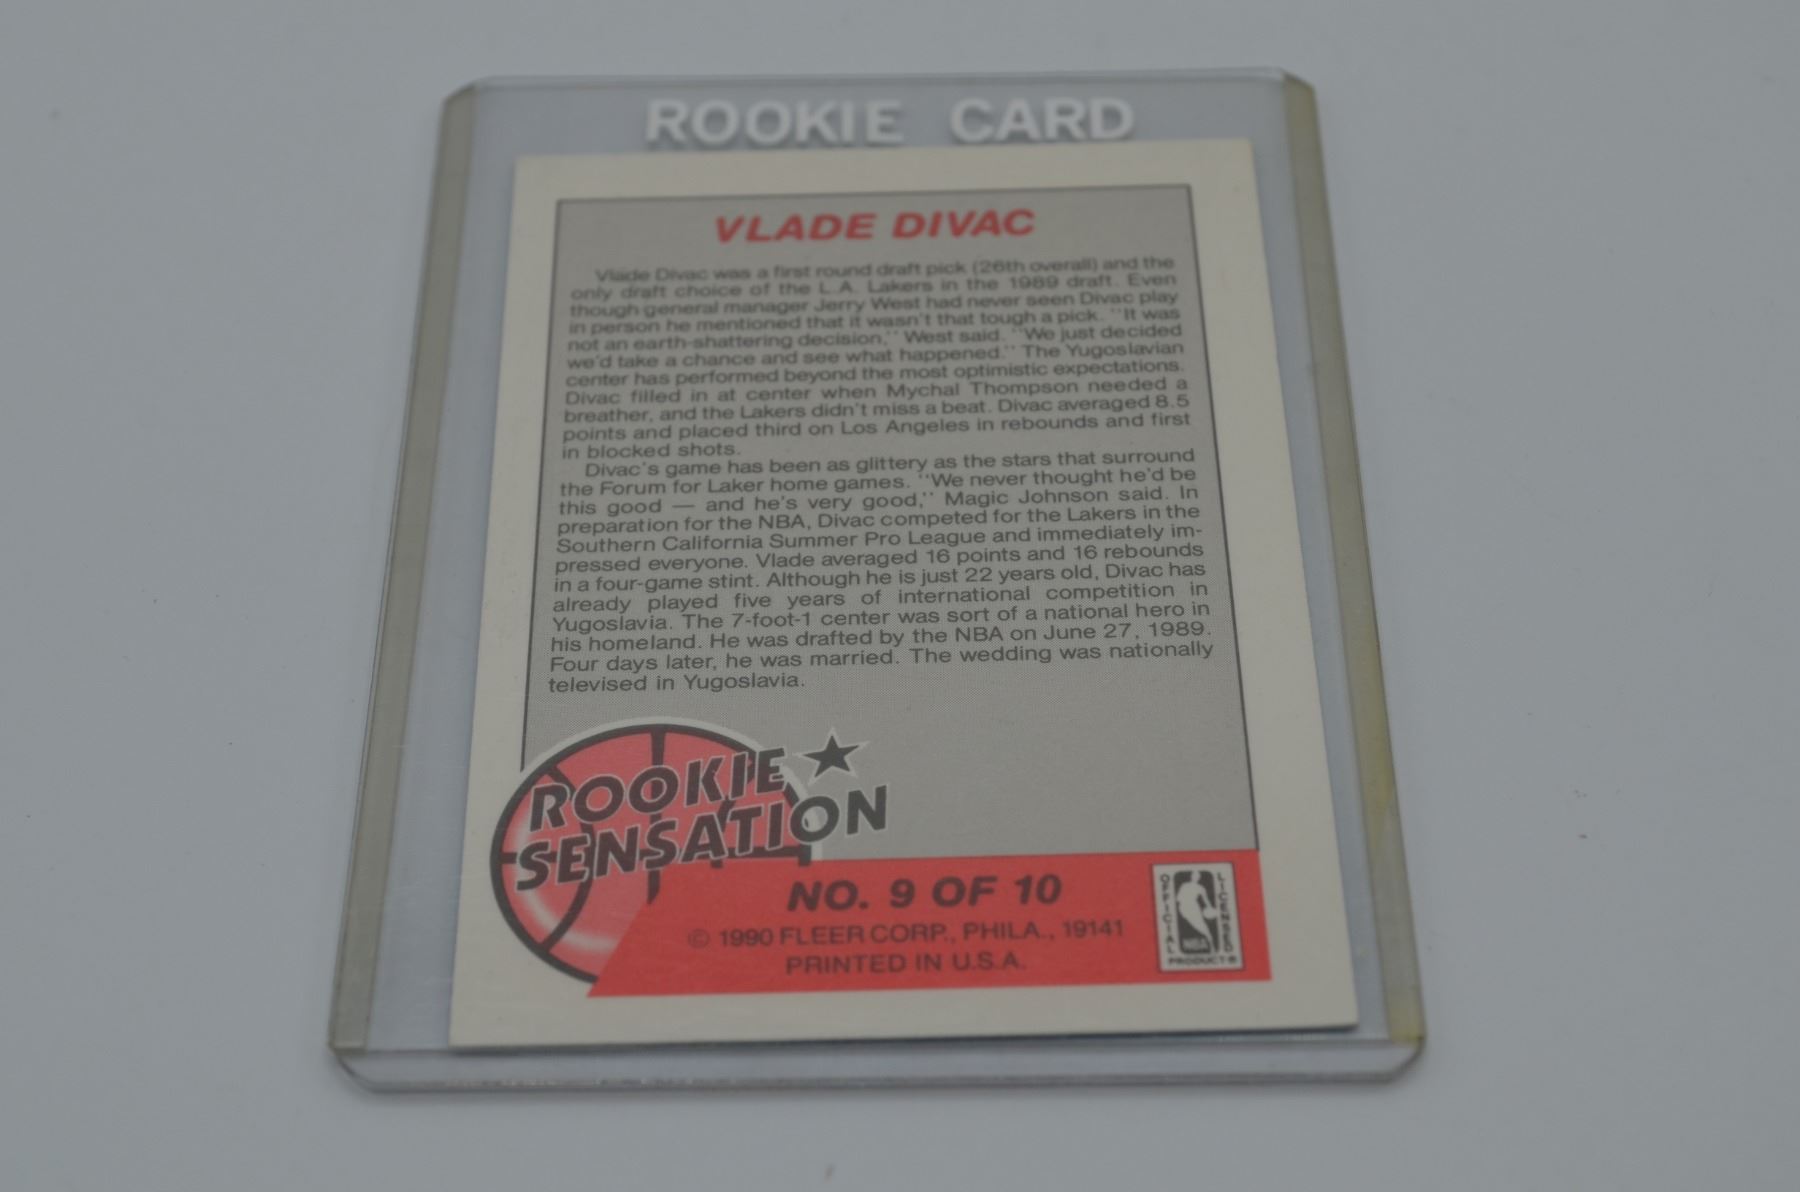 ROOKIE CARD
VLADE DIVAC
Vlade Divac was a first round draft pick (26th overall) and the
only draft choice of the L.A. Lakers in the 1989 draft. Even
though general manager Jerry West had never seen Divac play
in person he mentioned that it wasn't that tough a pick. "It was
not an earth-shattering decision," West said. "We just decided
we'd take a chance and see what happened." The Yugoslavian
center has performed beyond the most optimistic expectations.
Divac filled in at center when Mychal Thompson needed a
breather, and the Lakers didn't miss a beat. Divac averaged 8.5
points and placed third on Los Angeles in rebounds and first
in blocked shots.
Divac's game has been as glittery as the stars that surround
the Forum for Laker home games. "We never thought he'd be
this good — and he's very good," Magic Johnson said. In
preparation for the NBA, Divac competed for the Lakers in the
Southern California Summer Pro League and immediately im-
pressed everyone. Vlade averaged 16 points and 16 rebounds
in a four-game stint. Although he is just 22 years old, Divac has
already played five years of international competition in
Yugoslavia. The 7-foot-1 center was sort of a national hero in
his homeland. He was drafted by the NBA on June 27, 1989.
Four days later, he was married. The wedding was nationally
televised in Yugoslavia.
ROOKIE
SENSATION
NO. 9 OF 10
© 1990 FLEER CORP., PHILA., 19141
PRINTED IN U.S.A.
OFFICIAL
LICENSED
NBA
PRODUCT®